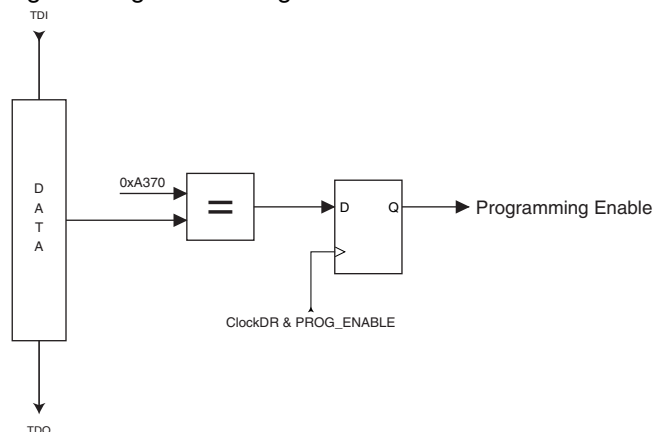 TDI
D
A
T
A
0xA370
=
D
Q
Programming Enable
ClockDR & PROG_ENABLE
TDO